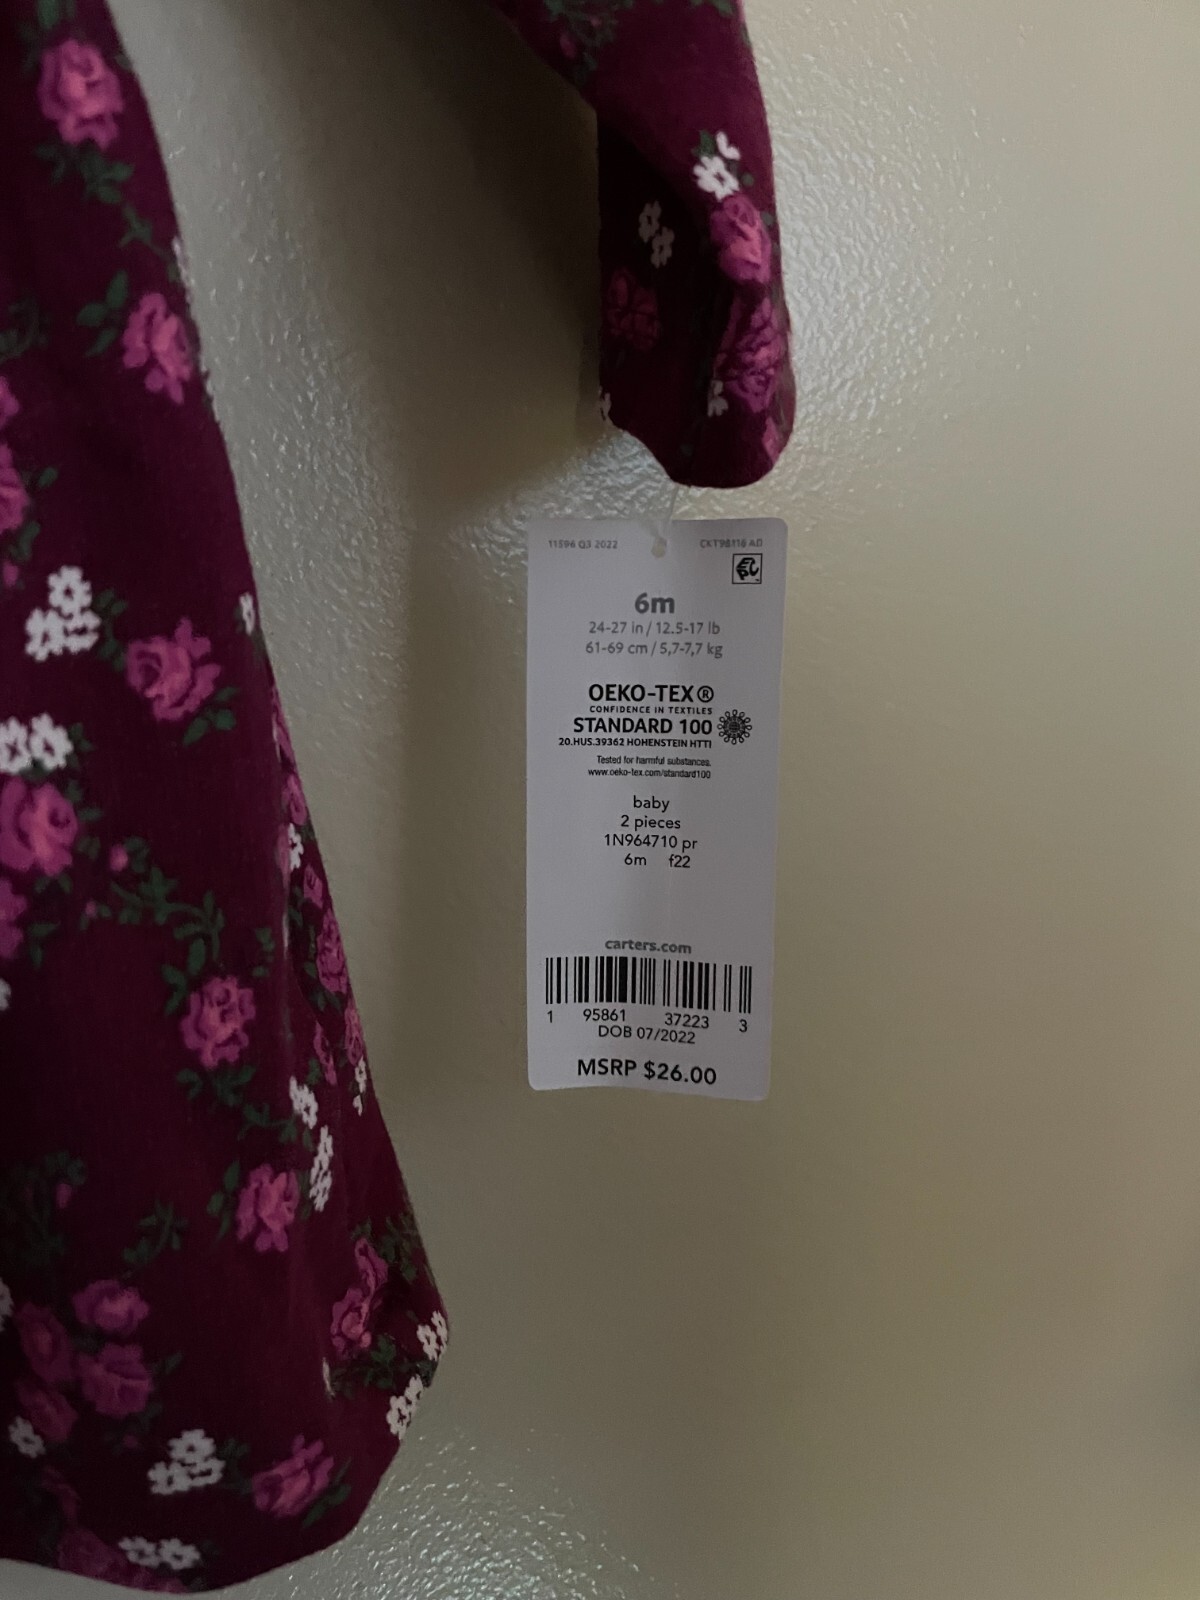 11596 Q3 2022
CKT96116 AD
6m
24-27 in / 12.5-17 lb
61-69 cm / 5,7-7,7 kg
OEKO-TEX®
CONFIDENCE IN TEXTILES
STANDARD 100
20.HUS.39362 HOHENSTEIN HTTI
Tested for harmful substances.
www.oeko-tex.com/standard100
baby
2 pieces
1N964710 pr
6m f22
carters.com
1 95861 37223 3
DOB 07/2022
MSRP $26.00